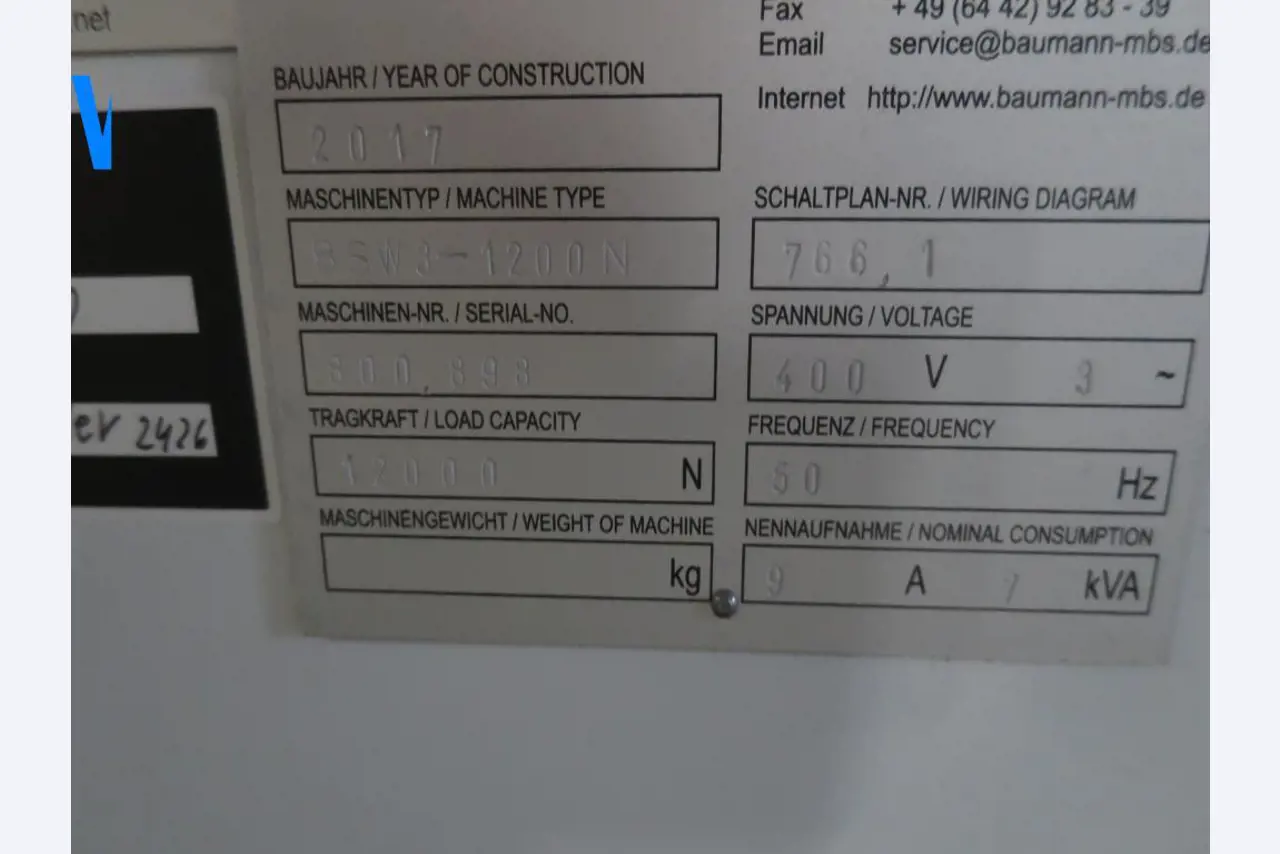 net
er 2426
Fax + 49 (64 42) 92 83 - 39
Email service@baumann-mbs.de
Internet http://www.baumann-mbs.de
BAUJAHR / YEAR OF CONSTRUCTION
2017
MASCHINENTYP / MACHINE TYPE
BSW3-1200N
MASCHINEN-NR. / SERIAL-NO.
800,898
TRAGKRAFT / LOAD CAPACITY
12000 N
MASCHINENGEWICHT / WEIGHT OF MACHINE
kg
SCHALTPLAN-NR. / WIRING DIAGRAM
766,1
SPANNUNG / VOLTAGE
400 V 3 ~
FREQUENZ / FREQUENCY
50 Hz
NENNAUFNAHME / NOMINAL CONSUMPTION
9 A 7 kVA